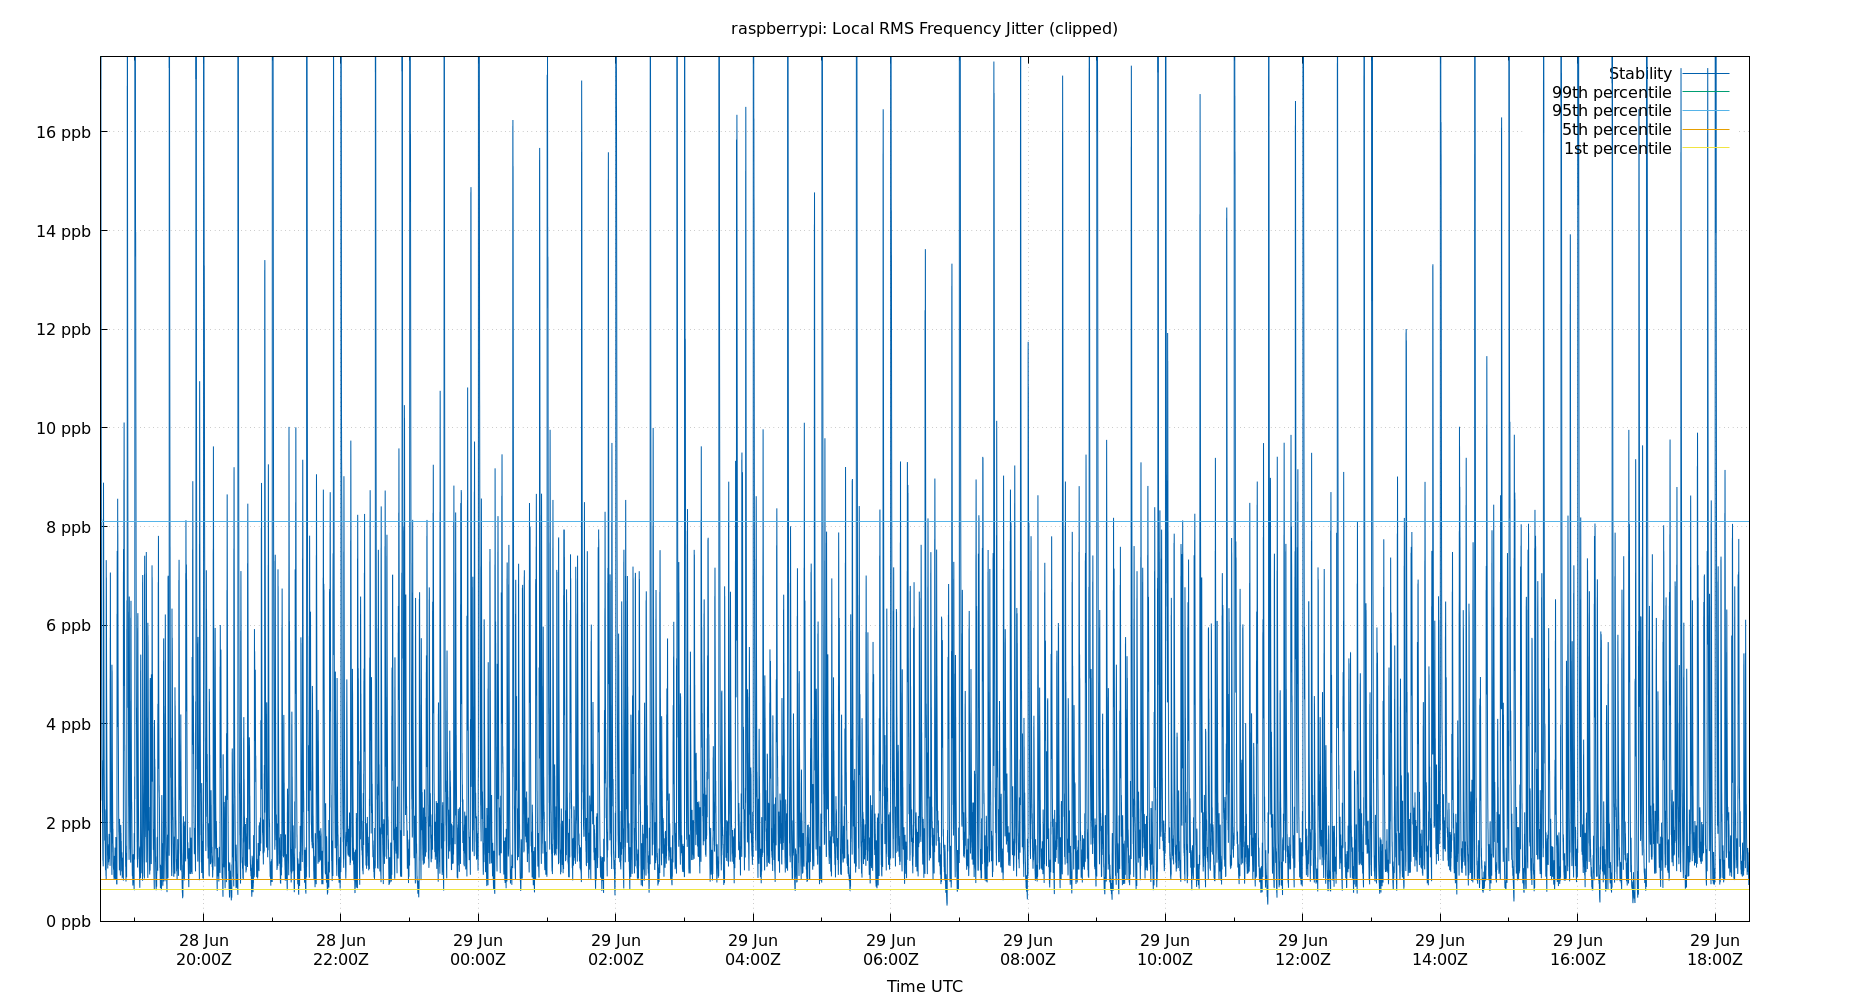 raspberrypi: Local RMS Frequency Jitter (clipped)
Stability
99th percentile
95th percentile
5th percentile
1st percentile
16 ppb
14 ppb
12 ppb
10 ppb
8 ppb
6 ppb
4 ppb
2 ppb
0 ppb
28 Jun 28 Jun 29 Jun 29 Jun 29 Jun 29 Jun 29 Jun 29 Jun 29 Jun 29 Jun 29 Jun 29 Jun
20:00Z 22:00Z 00:00Z 02:00Z 04:00Z 06:00Z 08:00Z 10:00Z 12:00Z 14:00Z 16:00Z 18:00Z
Time UTC